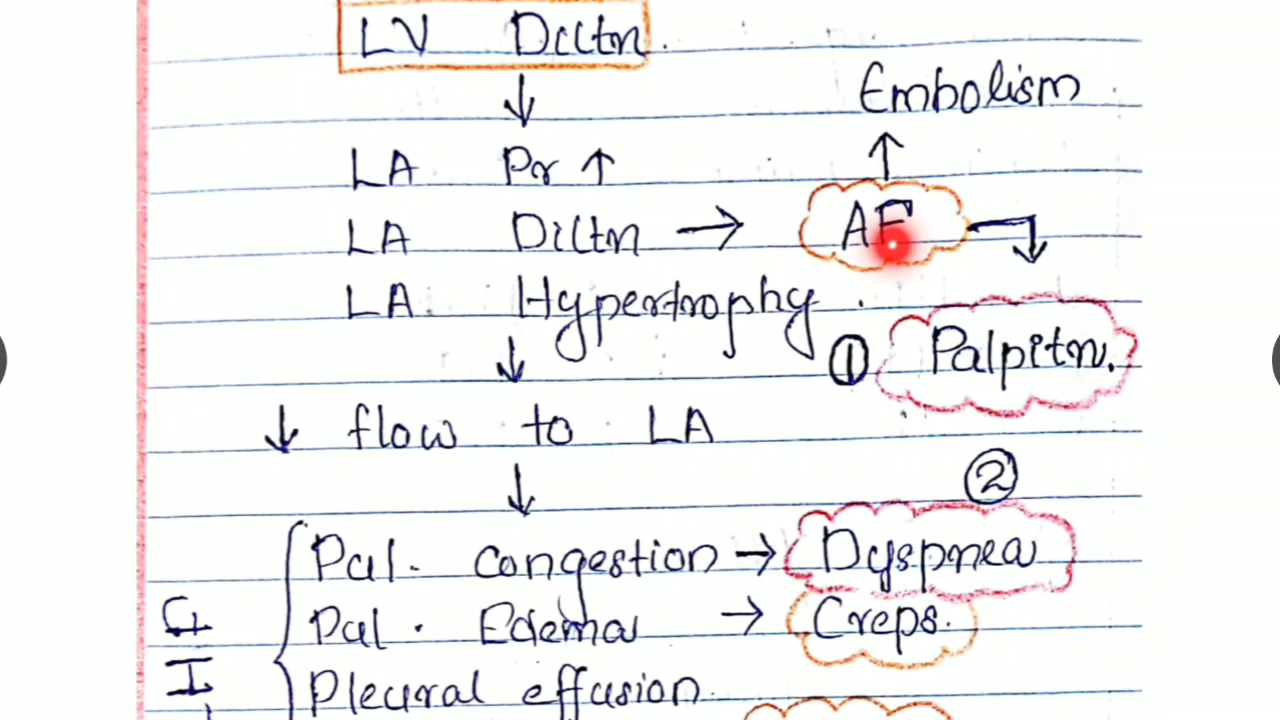 LV Diltn.
↓ Embolism
LA Pr ↑ ↑
LA Diltn → AF
LA Hypertrophy.
↓ ① Palpitn.
↓ flow to LA
↓ ②
Pul. Congestion → Dyspnea
Pul. Edema → Creps.
Pleural effusion.